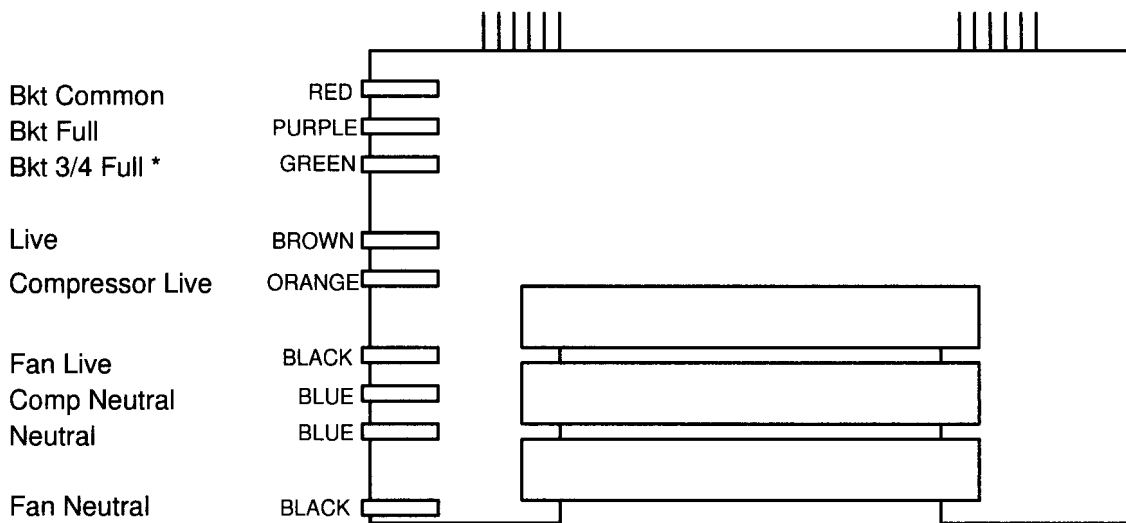 Bkt Common RED
Bkt Full PURPLE
Bkt 3/4 Full * GREEN
Live BROWN
Compressor Live ORANGE
Fan Live BLACK
Comp Neutral BLUE
Neutral BLUE
Fan Neutral BLACK